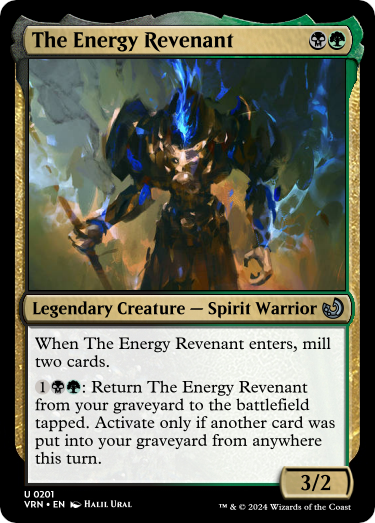 The Energy Revenant
Legendary Creature — Spirit Warrior
When The Energy Revenant enters, mill
two cards.
1: Return The Energy Revenant
from your graveyard to the battlefield
tapped. Activate only if another card was
put into your graveyard from anywhere
this turn.
3/2
U 0201
VRN • EN Halil Ural
™ & © 2024 Wizards of the Coast